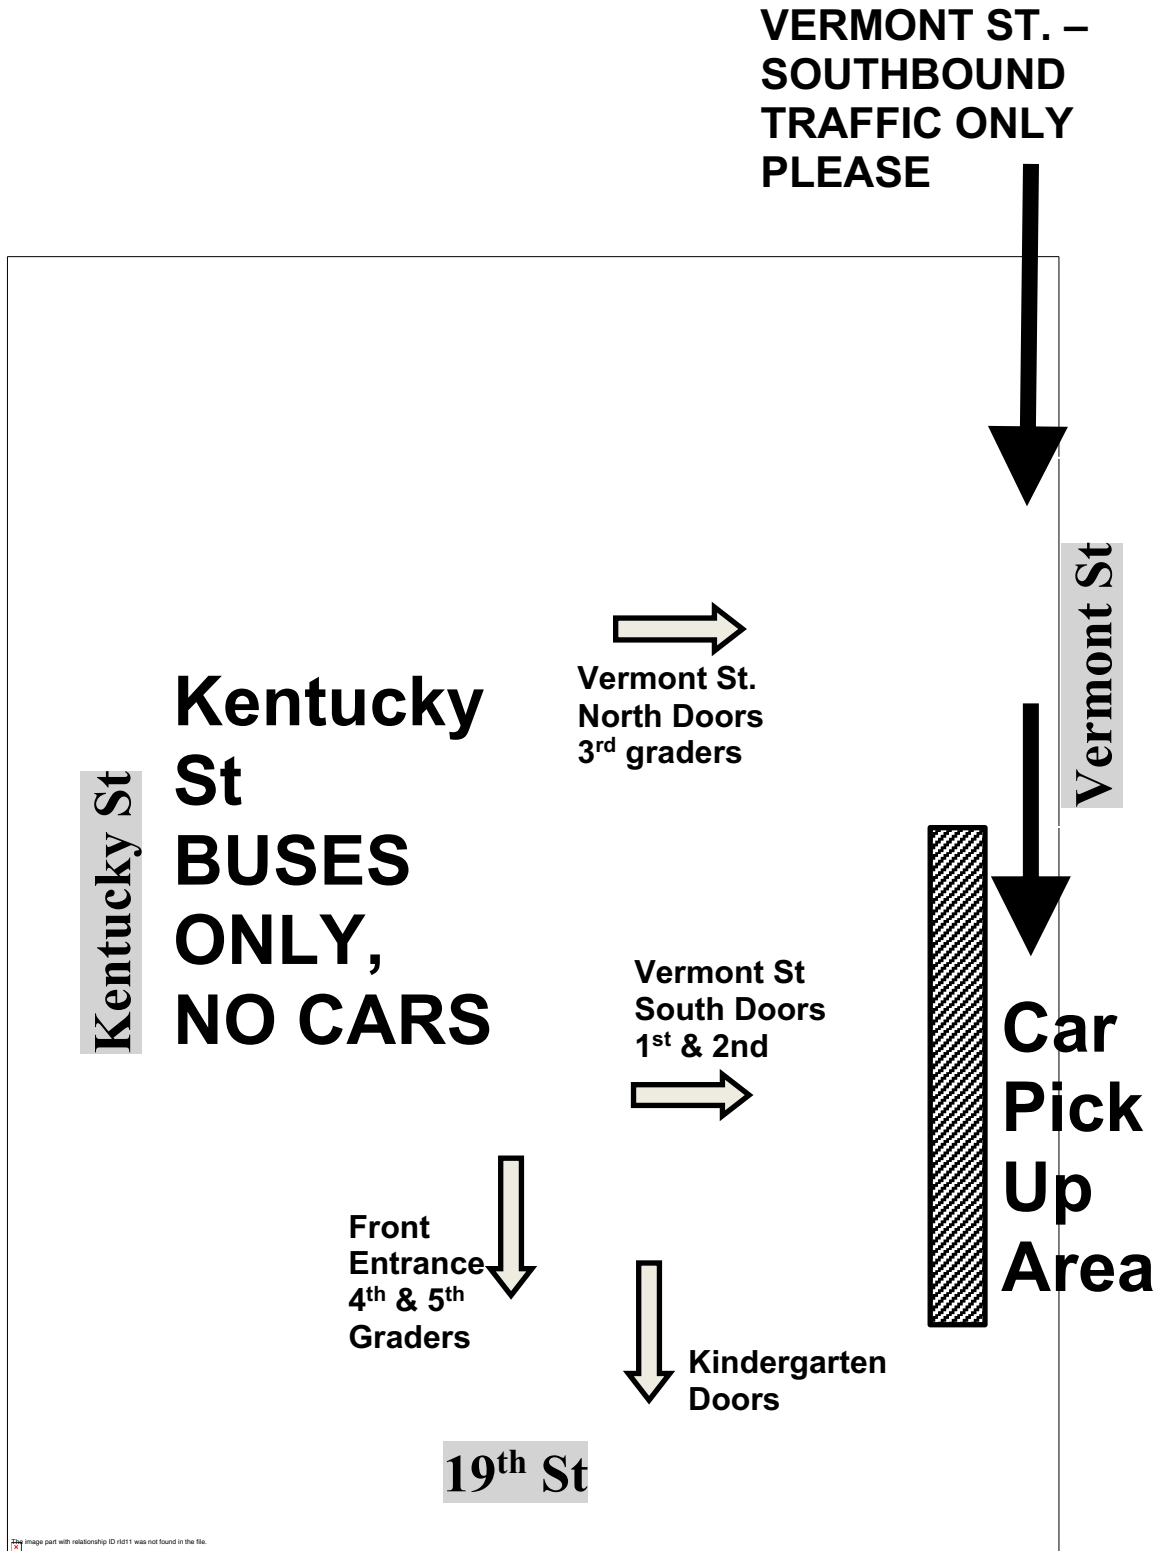 VERMONT ST. –
SOUTHBOUND
TRAFFIC ONLY
PLEASE
Vermont St
Vermont St.
North Doors
3rd graders
Kentucky St
Kentucky
St
BUSES
ONLY,
NO CARS
Vermont St
South Doors
1st & 2nd
Car
Pick
Up
Area
Front
Entrance
4th & 5th
Graders
Kindergarten
Doors
19th St
The image part with relationship ID rId11 was not found in the file.